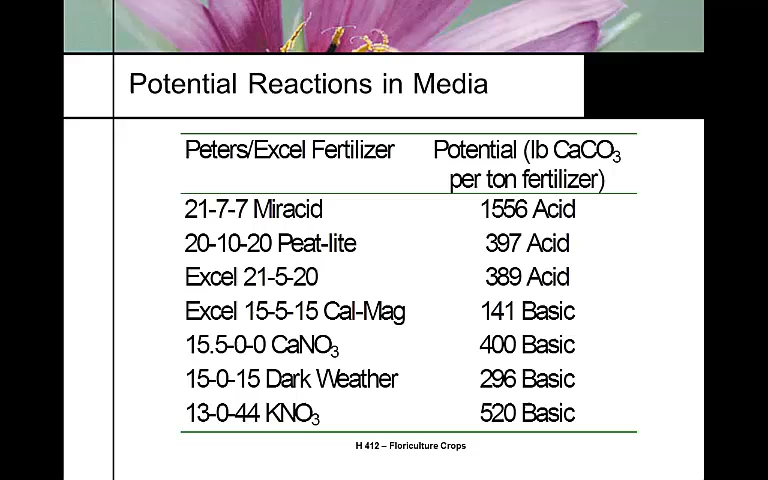 Potential Reactions in Media
Peters/Excel Fertilizer Potential (lb CaCO₃
per ton fertilizer)
21-7-7 Miracid 1556 Acid
20-10-20 Peat-lite 397 Acid
Excel 21-5-20 389 Acid
Excel 15-5-15 Cal-Mag 141 Basic
15.5-0-0 CaNO₃ 400 Basic
15-0-15 Dark Weather 296 Basic
13-0-44 KNO₃ 520 Basic
H 412 – Floriculture Crops